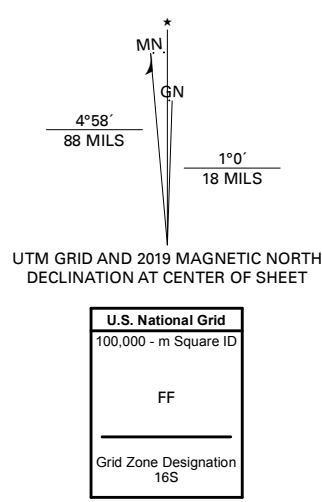 ★
M.N.
GN
4°58´
88 MILS
1°0´
18 MILS
UTM GRID AND 2019 MAGNETIC NORTH
DECLINATION AT CENTER OF SHEET
U.S. National Grid
100,000 - m Square ID
FF
Grid Zone Designation
16S